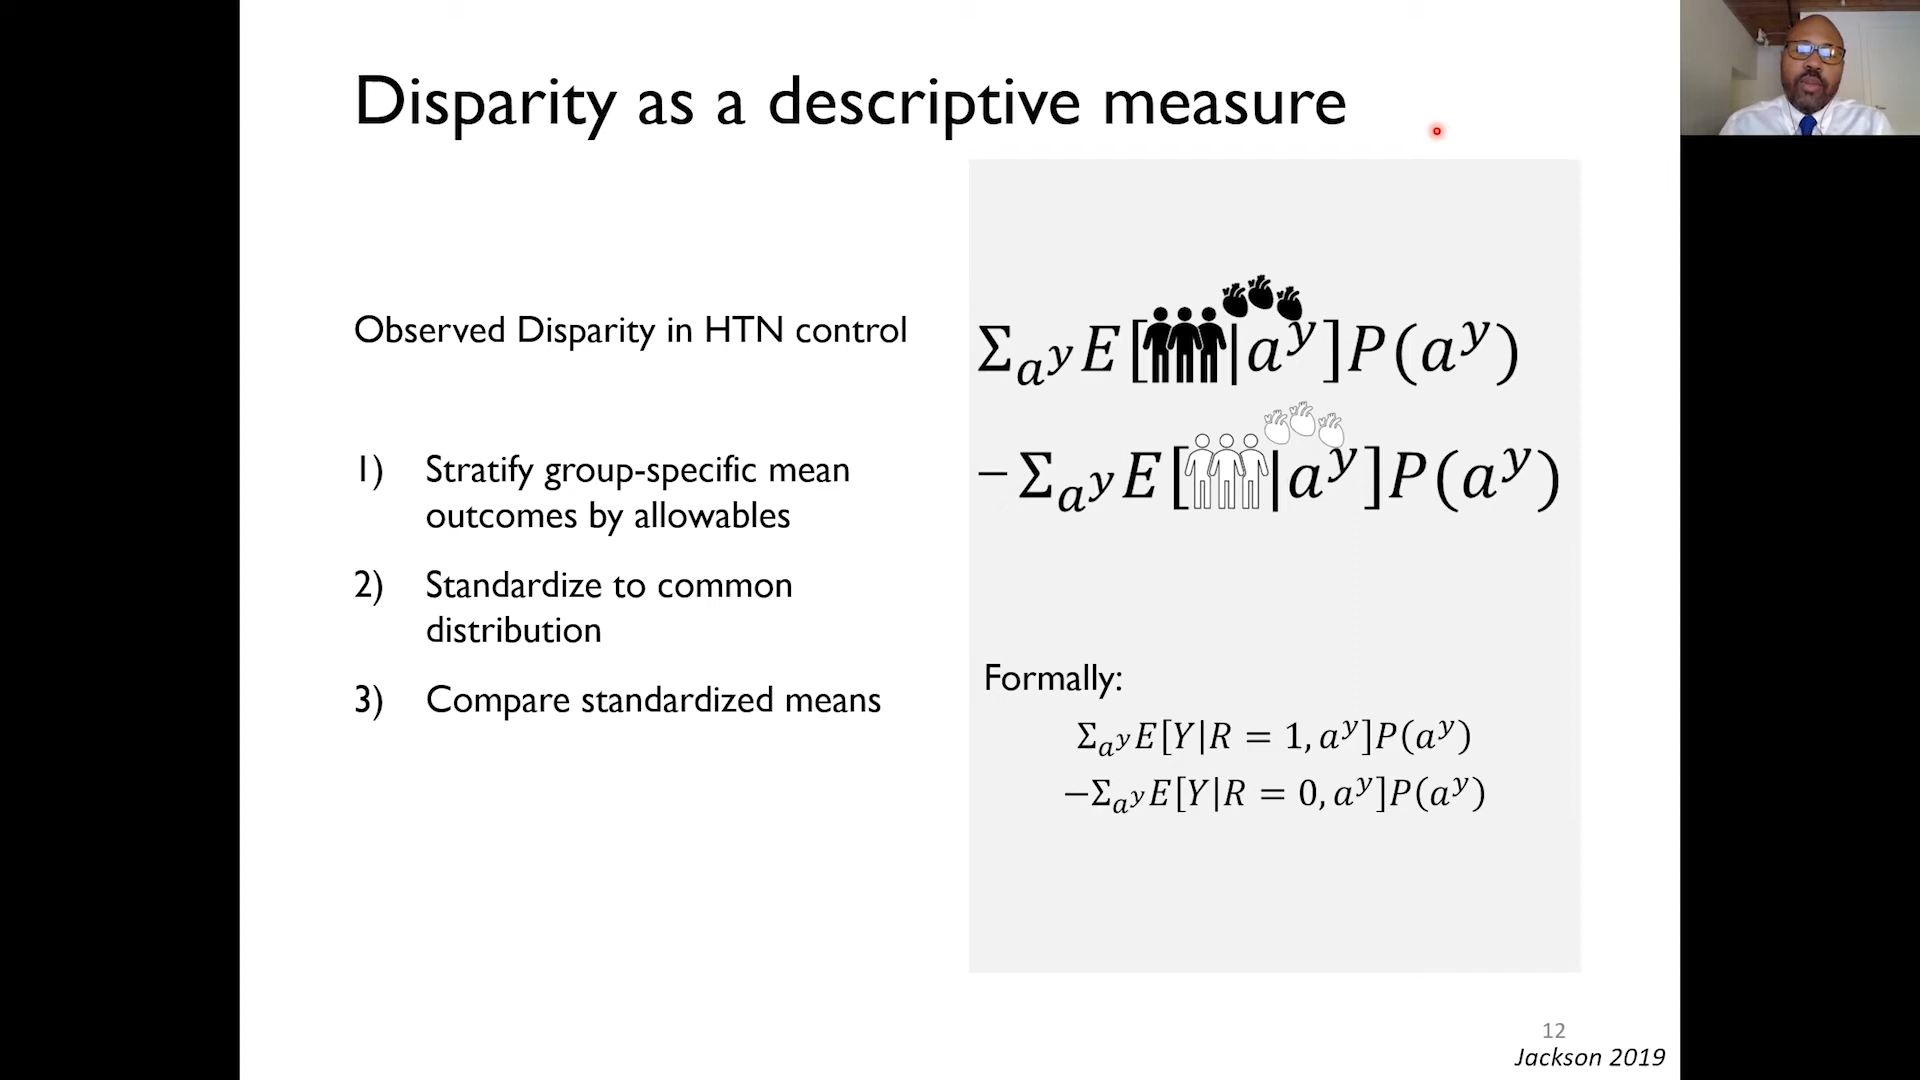 Disparity as a descriptive measure
Observed Disparity in HTN control
1) Stratify group-specific mean
outcomes by allowables
2) Standardize to common
distribution
3) Compare standardized means
Σ_{a^y} E[ |a^y]P(a^y)
−Σ_{a^y} E[ |a^y]P(a^y)
Formally:
Σ_{a^y} E[Y|R = 1, a^y]P(a^y)
−Σ_{a^y} E[Y|R = 0, a^y]P(a^y)
12
Jackson 2019